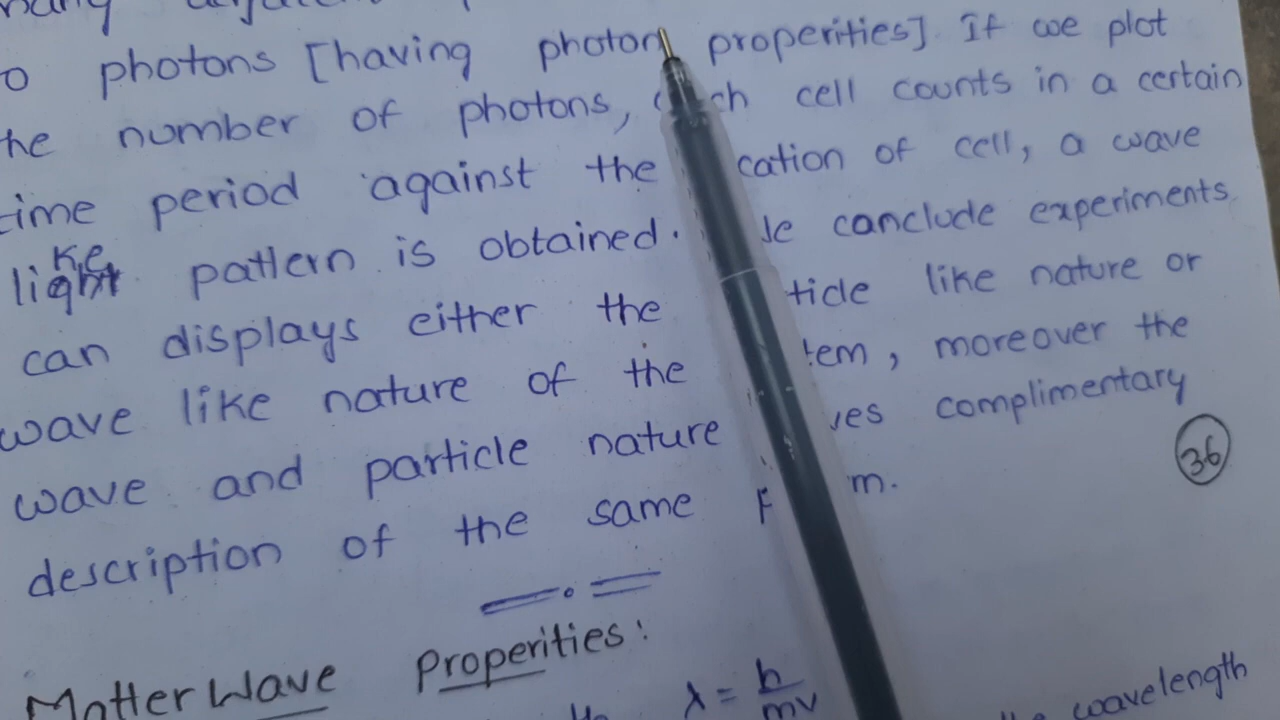 o photons [having photon properities]. If we plot
he number of photons, ch cell counts in a certain
time period against the cation of cell, a wave
like pattern is obtained. canclude experiments
can displays either the ticle like nature or
wave like nature of the tem, moreover the
wave and particle nature ves complimentary
description of the same m.
36
Matter Wave Properities:
λ = h/mv wavelength